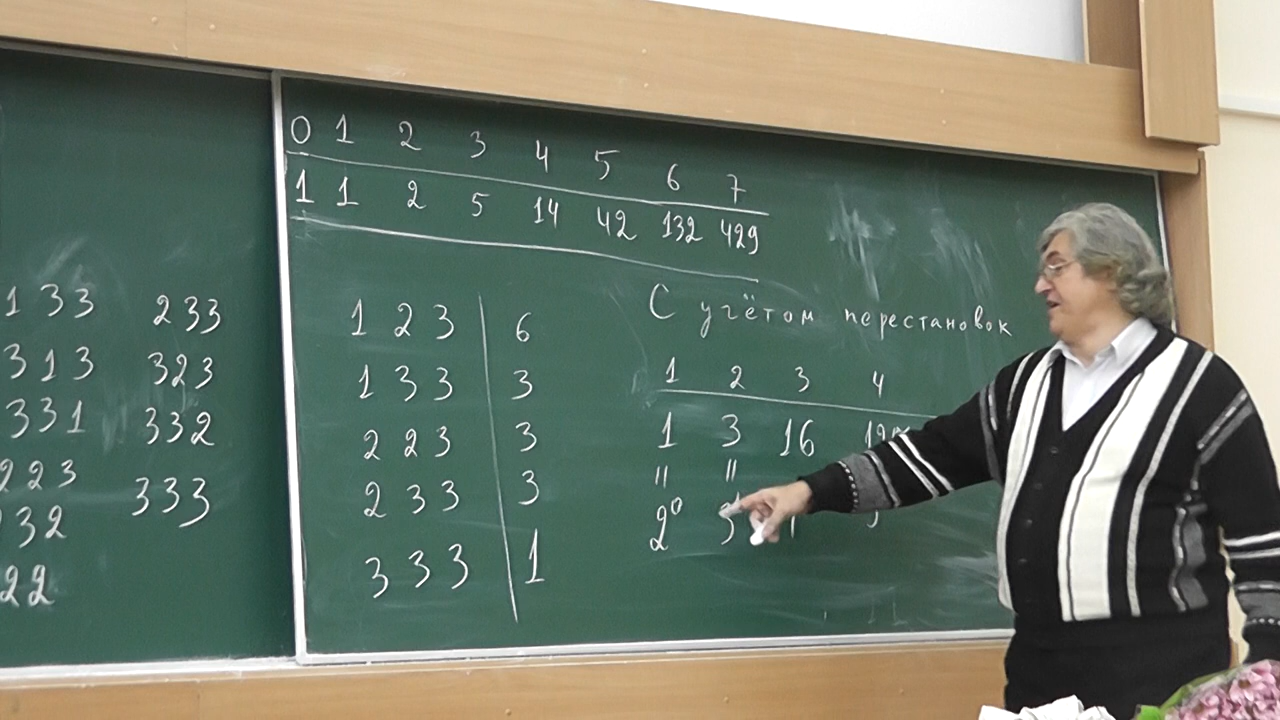 1 3 3 2 3 3
3 1 3 3 2 3
3 3 1 3 3 2
2 2 3 3 3 3
3 2
2 2
0 1 2 3 4 5 6 7
1 1 2 5 14 42 132 429
1 2 3 6
1 3 3 3
2 2 3 3
2 3 3 3
3 3 3 1
С учётом перестановок
1 2 3 4
1 3 16
" "
2⁰